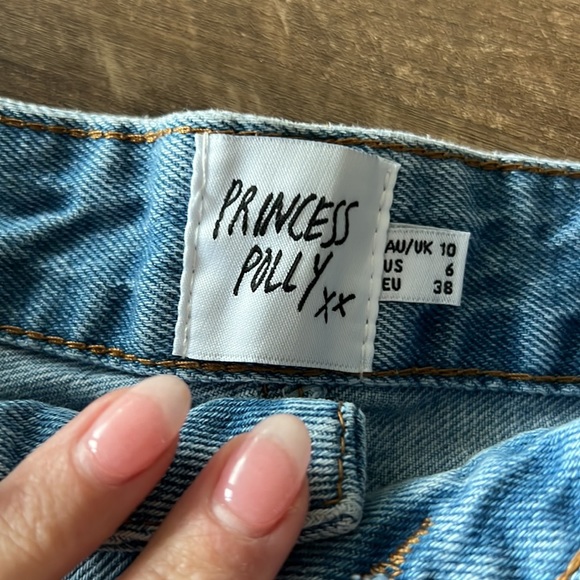 PRINCESS
POLLY xx
AU/UK 10
US 6
EU 38